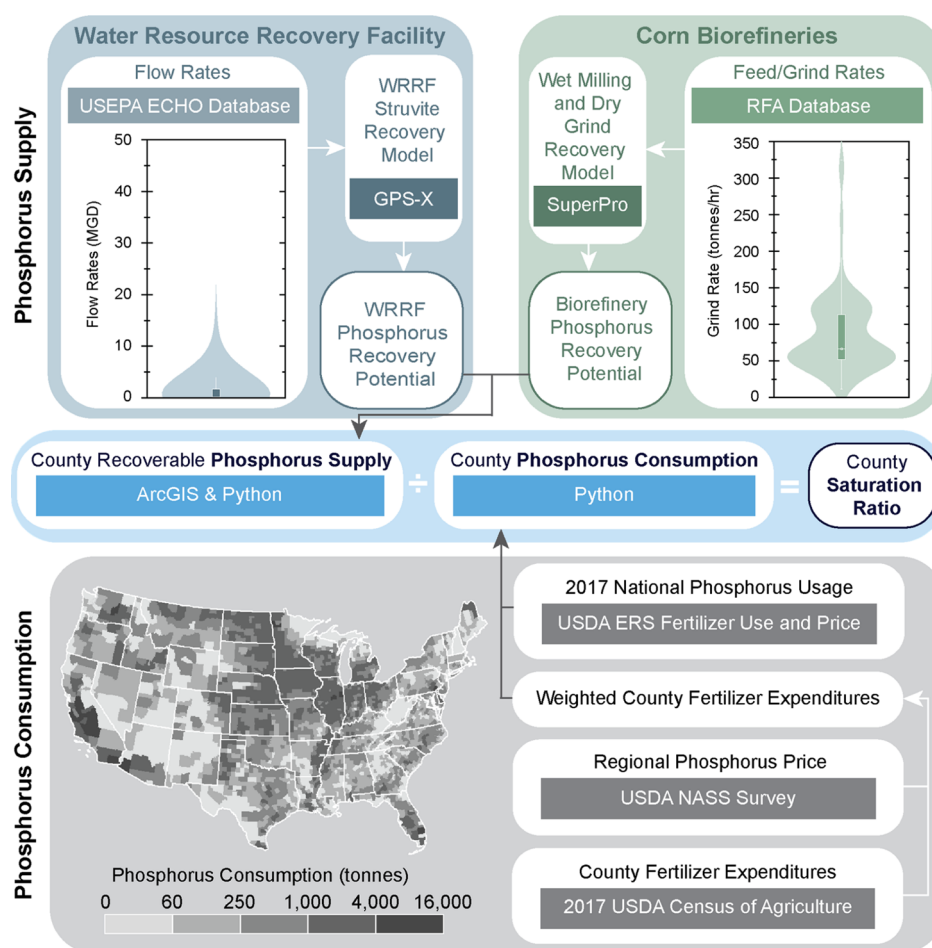 Phosphorus Supply
Water Resource Recovery Facility
Flow Rates
USEPA ECHO Database
Flow Rates (MGD)
50
40
30
20
10
0
WRRF
Struvite
Recovery
Model
GPS-X
WRRF
Phosphorus
Recovery
Potential
Corn Biorefineries
Wet Milling
and Dry
Grind
Recovery
Model
SuperPro
Biorefinery
Phosphorus
Recovery
Potential
Feed/Grind Rates
RFA Database
Grind Rate (tonnes/hr)
350
300
250
200
150
100
50
0
County Recoverable Phosphorus Supply
ArcGIS & Python
÷
County Phosphorus Consumption
Python
=
County
Saturation
Ratio
Phosphorus Consumption
Phosphorus Consumption (tonnes)
0 60 250 1,000 4,000 16,000
2017 National Phosphorus Usage
USDA ERS Fertilizer Use and Price
Weighted County Fertilizer Expenditures
Regional Phosphorus Price
USDA NASS Survey
County Fertilizer Expenditures
2017 USDA Census of Agriculture